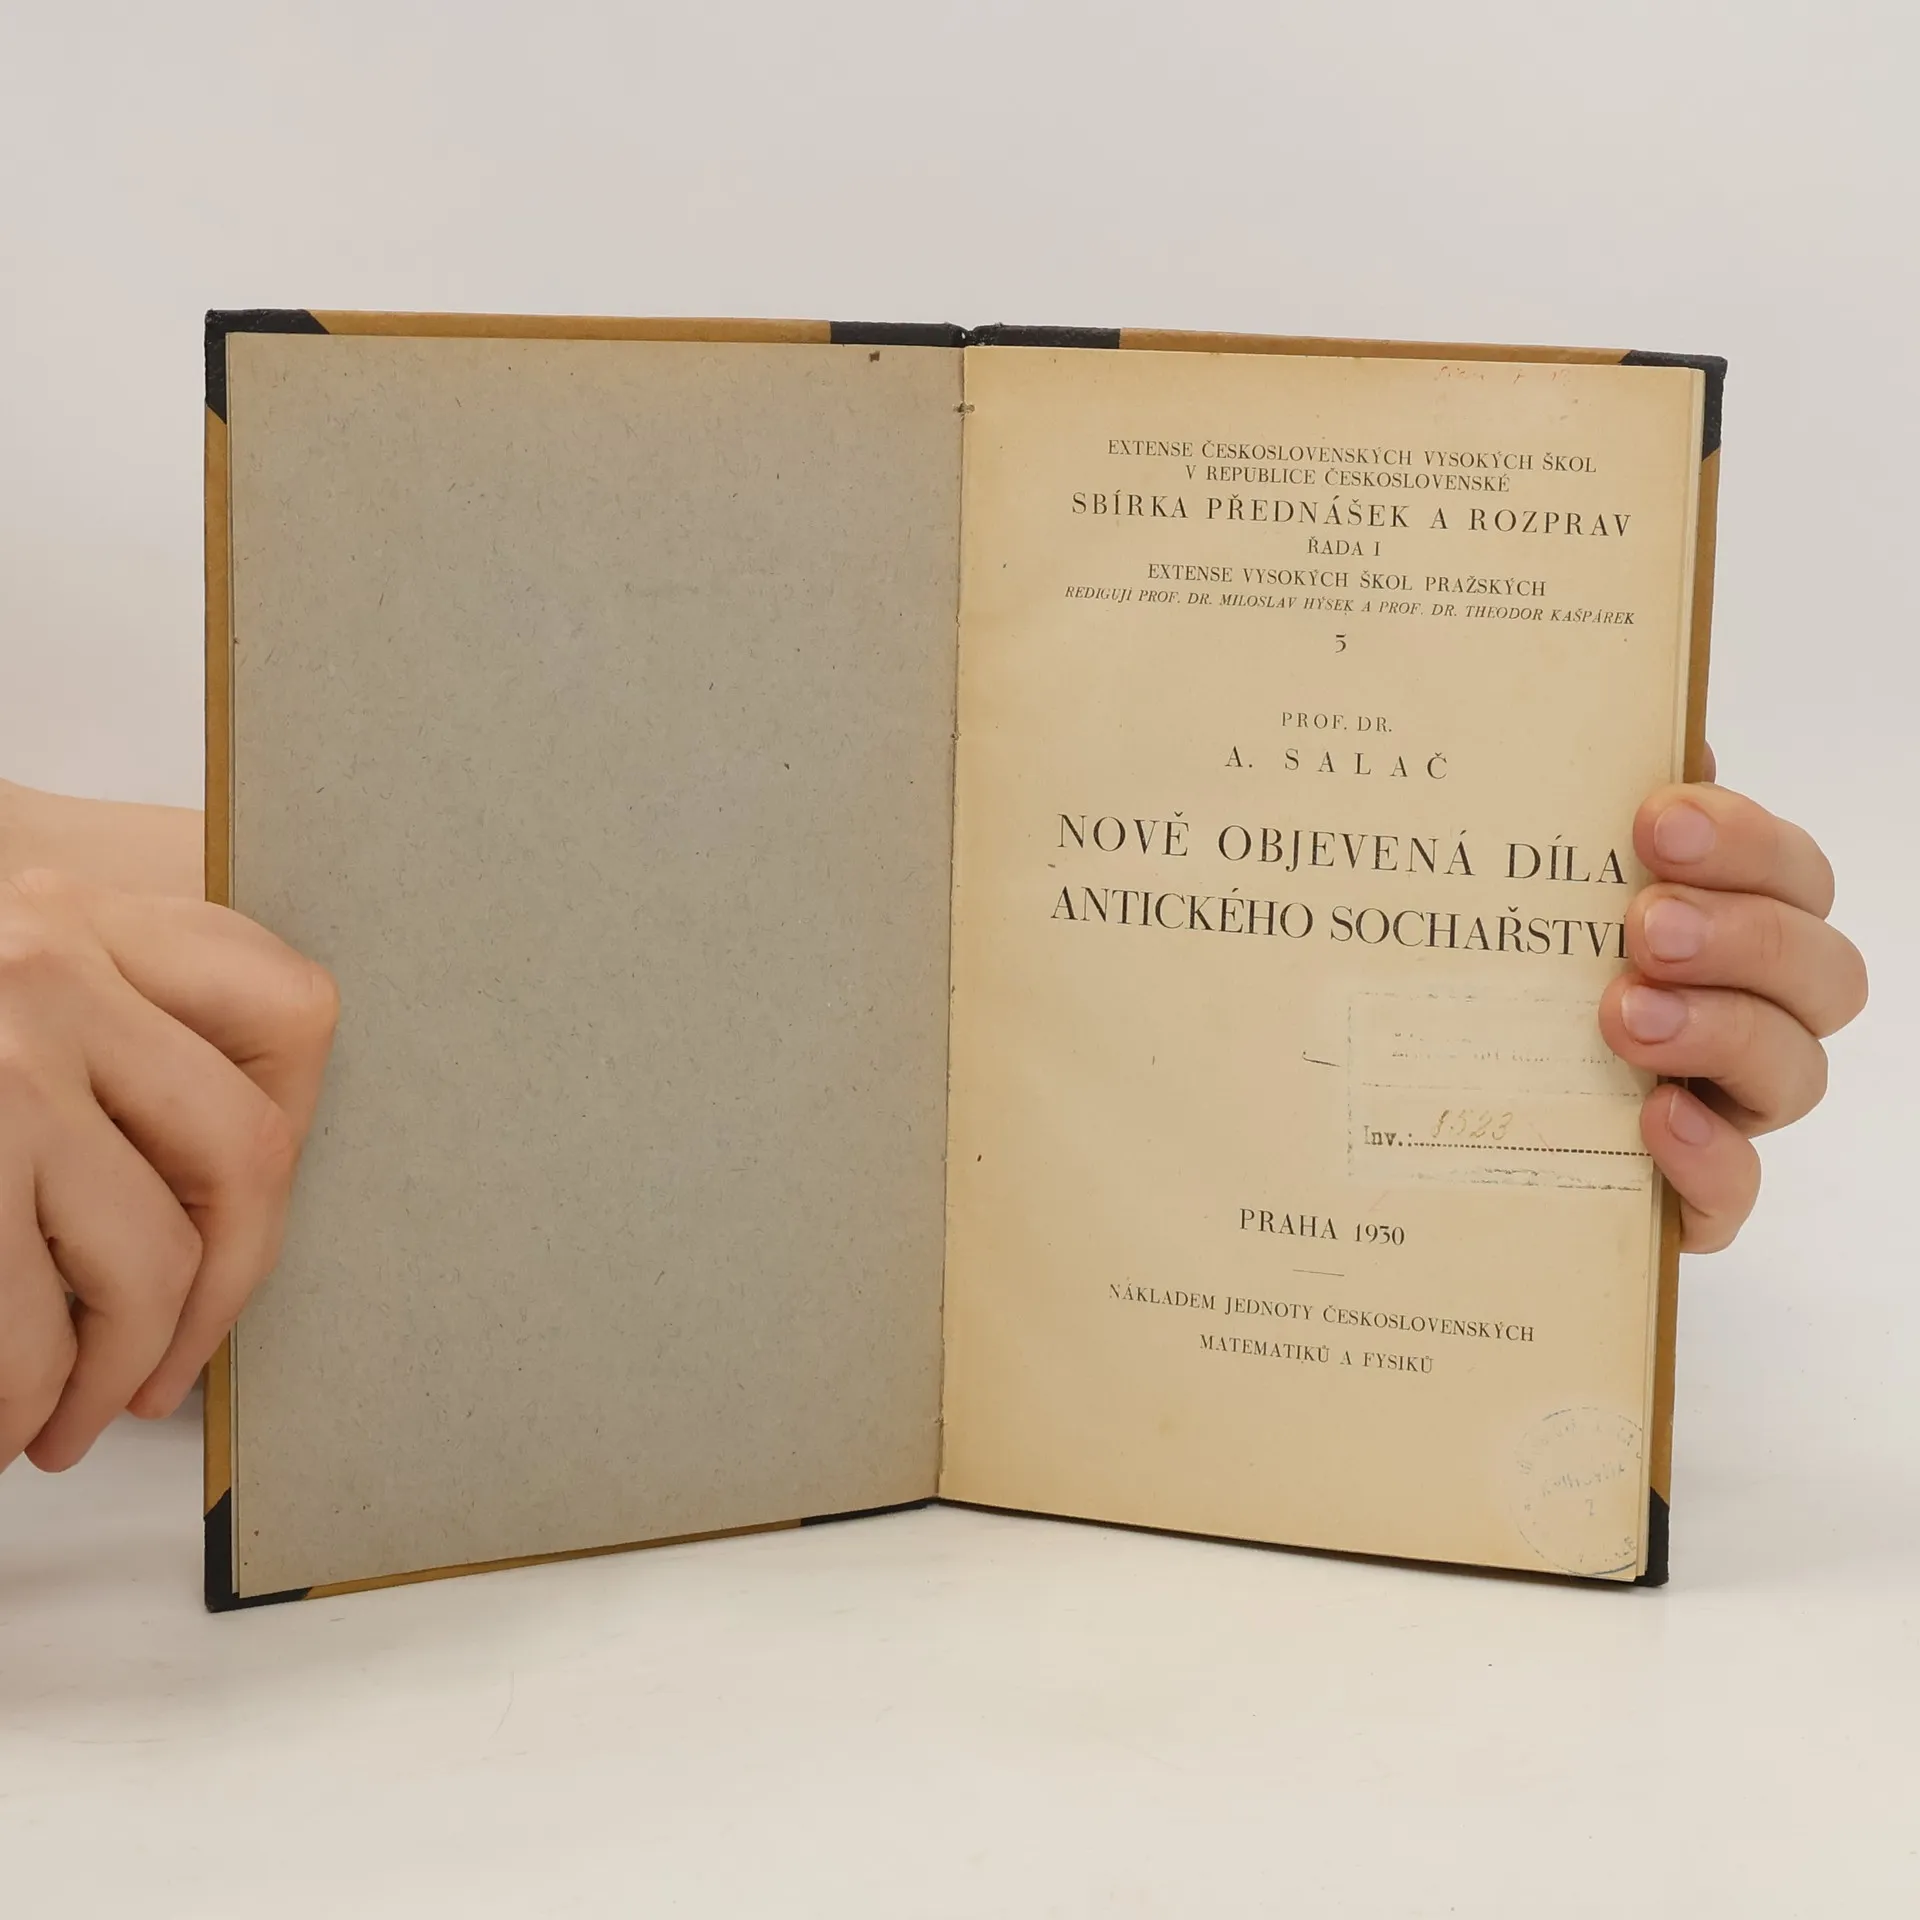 EXTENSE ČESKOSLOVENSKÝCH VYSOKÝCH ŠKOL
V REPUBLICE ČESKOSLOVENSKÉ
SBÍRKA PŘEDNÁŠEK A ROZPRAV
ŘADA I
EXTENSE VYSOKÝCH ŠKOL PRAŽSKÝCH
REDIGUJÍ PROF. DR. MILOSLAV HÝSEK A PROF. DR. THEODOR KAŠPÁREK
5
PROF. DR.
A. SALAČ
NOVĚ OBJEVENÁ DÍLA
ANTICKÉHO SOCHAŘSTVÍ
Inv.:
PRAHA 1930
NÁKLADEM JEDNOTY ČESKOSLOVENSKÝCH
MATEMATIKŮ A FYSIKŮ